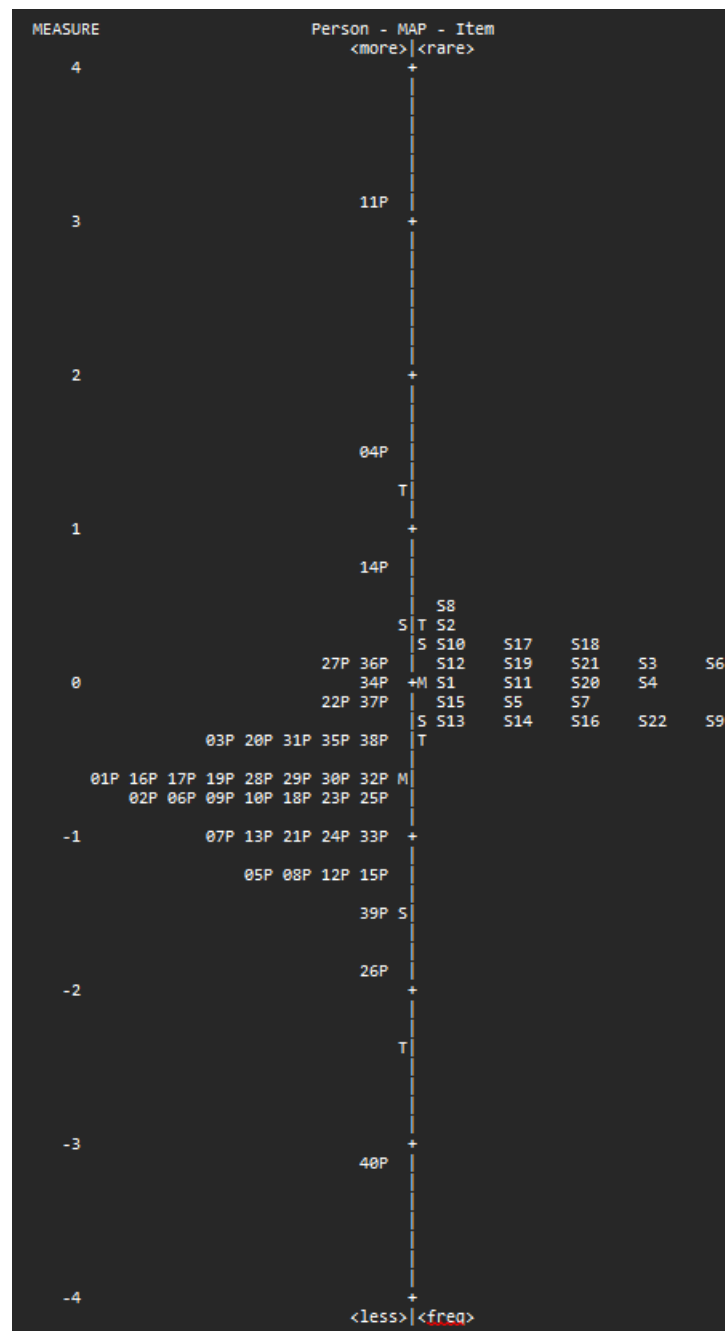 MEASURE Person - MAP - Item
<more>|<rare>
4 +
|
|
|
|
|
|
11P |
3 +
|
|
|
|
|
|
|
2 +
|
|
|
04P |
|
T|
|
1 +
|
14P |
|
| S8
S|T S2
|S S10 S17 S18
27P 36P | S12 S19 S21 S3 S6
0 34P +M S1 S11 S20 S4
22P 37P | S15 S5 S7
|S S13 S14 S16 S22 S9
03P 20P 31P 35P 38P |T
|
01P 16P 17P 19P 28P 29P 30P 32P M|
02P 06P 09P 10P 18P 23P 25P |
|
-1 07P 13P 21P 24P 33P +
|
05P 08P 12P 15P |
|
39P S|
|
|
26P |
-2 +
|
|
T|
|
|
|
|
-3 +
40P |
|
|
|
|
|
|
-4 +
<less>|<freq>